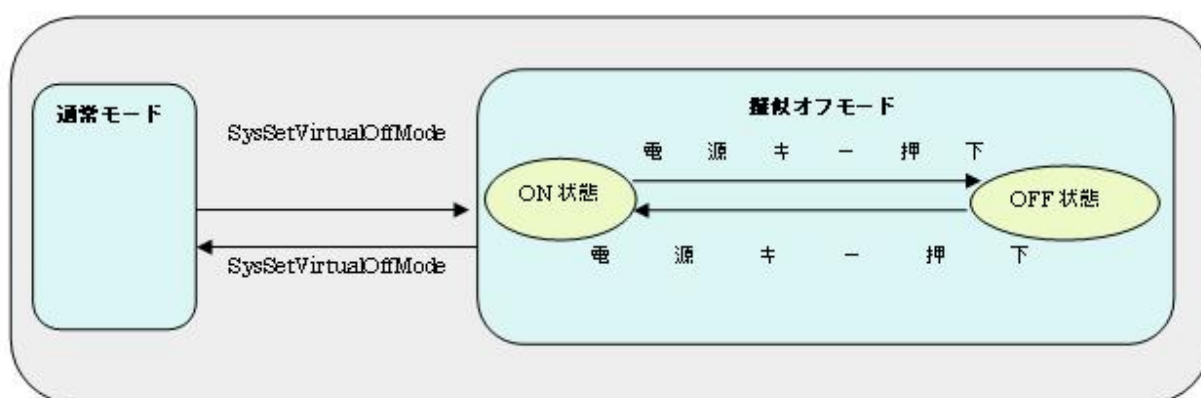 通常モード
SysSetVirtualOffMode
SysSetVirtualOffMode
擬似オフモード
電源キー押下
ON 状態
OFF 状態
電源キー押下